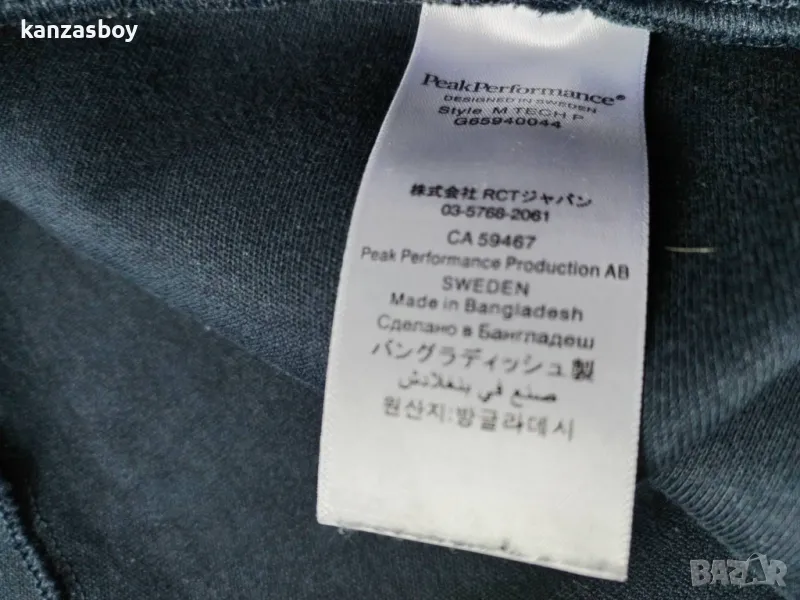 kanzasboy
PeakPerformance®
DESIGNED IN SWEDEN
Style M TECH P
G65940044
株式会社 RCTジャパン
03-5766-2061
CA 59467
Peak Performance Production AB
SWEDEN
Made in Bangladesh
Сделано в Бангладеш
バングラディッシュ製
صنع في بنغلادش
원산지:방글라데시
BAZAR